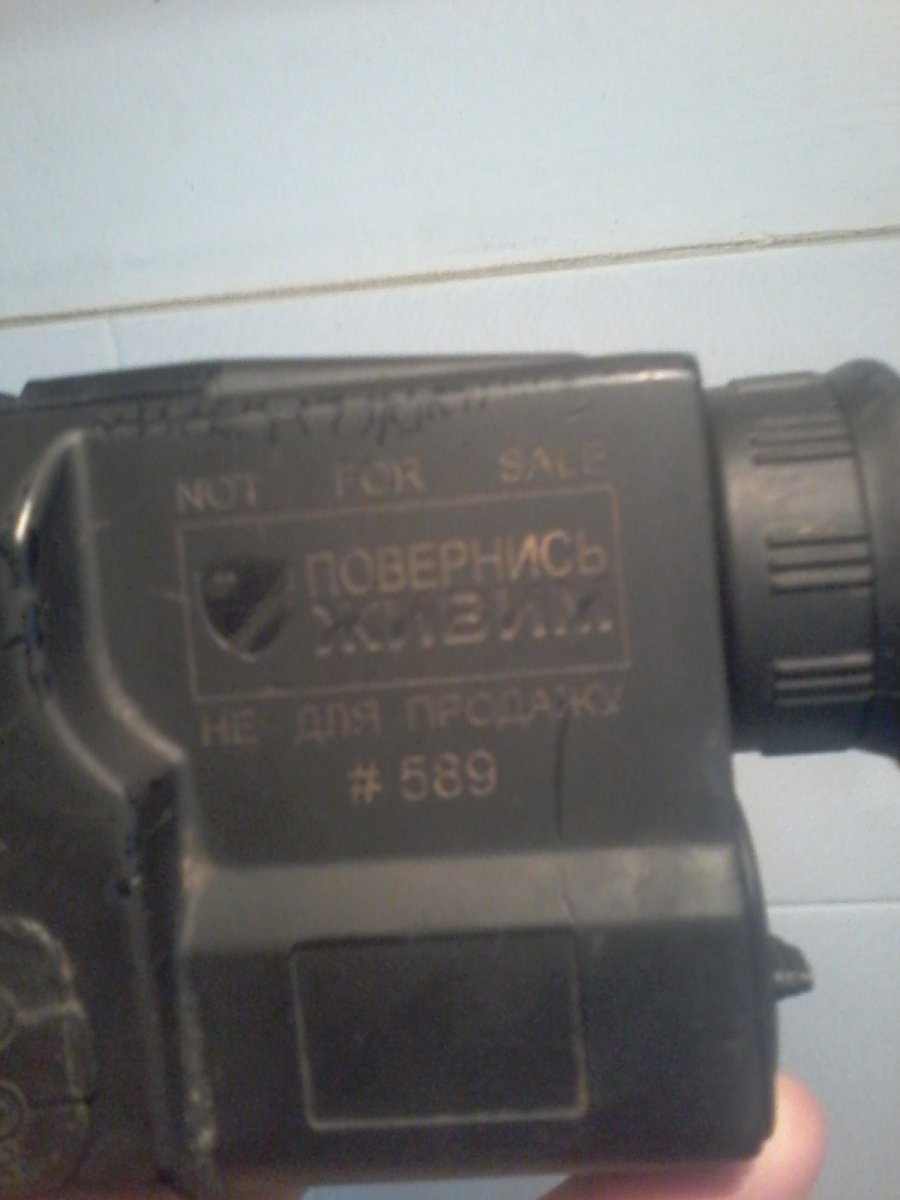 NOT FOR SALE
ПОВЕРНИСЬ
ЖИВИМ.
НЕ ДЛЯ ПРОДАЖУ
# 589